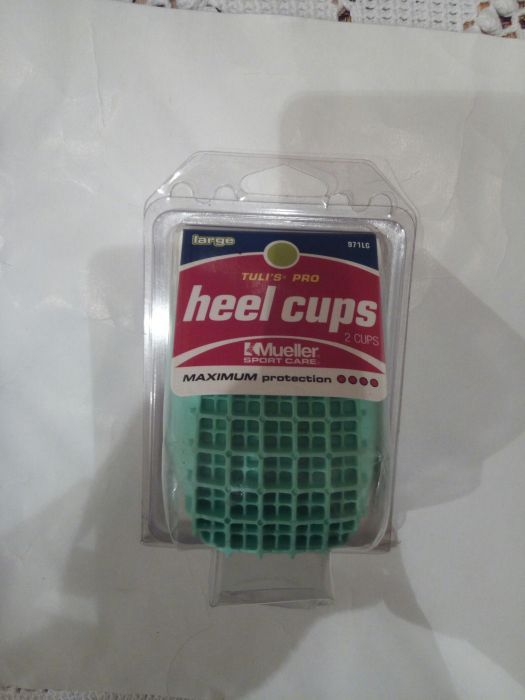 large
971LG
TULI'S® PRO
heel cups
2 CUPS
Mueller®
SPORT CARE®
MAXIMUM protection